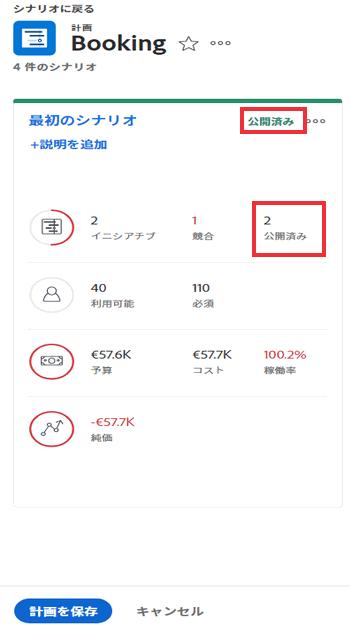 シナリオに戻る
計画
Booking
4 件のシナリオ
最初のシナリオ 公開済み
+説明を追加
2 1 2
イニシアチブ 競合 公開済み
40 110
利用可能 必須
€57.6K €57.7K 100.2%
予算 コスト 稼働率
-€57.7K
純価
計画を保存 キャンセル